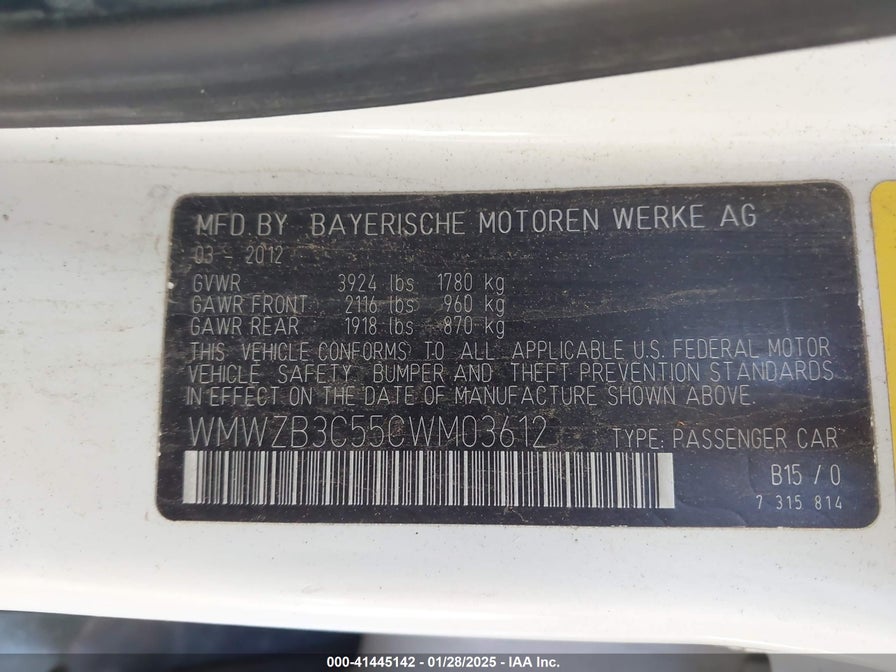 MFD.BY BAYERISCHE MOTOREN WERKE AG
03 - 2012
GVWR 3924 lbs 1780 kg
GAWR FRONT 2116 lbs 960 kg
GAWR REAR 1918 lbs 870 kg
THIS VEHICLE CONFORMS TO ALL APPLICABLE U.S. FEDERAL MOTOR
VEHICLE SAFETY, BUMPER AND THEFT PREVENTION STANDARDS
IN EFFECT ON THE DATE OF MANUFACTURE SHOWN ABOVE.
WMWZB3C55CWM03612 TYPE: PASSENGER CAR
B15 / 0
7 315 814
000-41445142 - 01/28/2025 - IAA Inc.